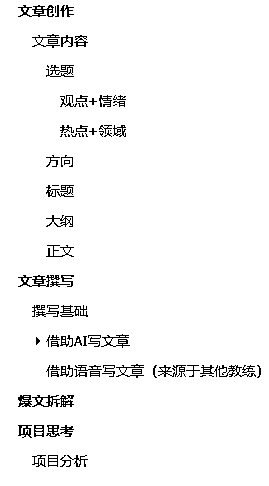 文章创作
文章内容
选题
观点+情绪
热点+领域
方向
标题
大纲
正文
文章撰写
撰写基础
借助AI写文章
借助语音写文章（来源于其他教练）
爆文拆解
项目思考
项目分析